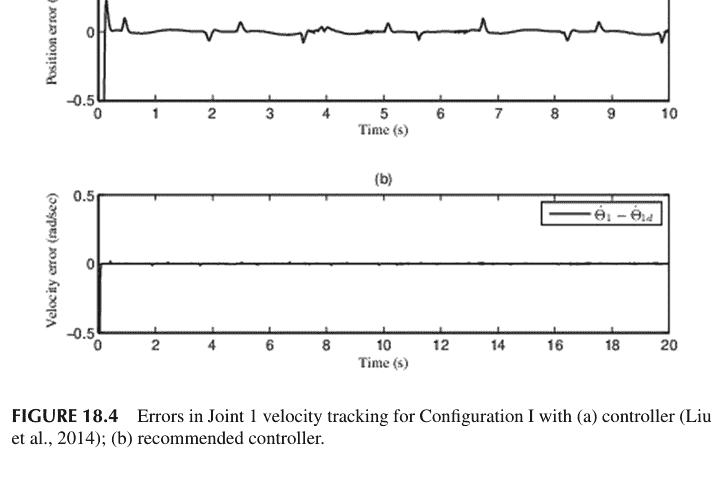 Position error (
0
–0.5
0 1 2 3 4 5 6 7 8 9 10
Time (s)
(b)
Velocity error (rad/sec)
0.5
Θ̇₁ − Θ̇₁d
0
–0.5
0 2 4 6 8 10 12 14 16 18 20
Time (s)
FIGURE 18.4 Errors in Joint 1 velocity tracking for Configuration I with (a) controller (Liu
et al., 2014); (b) recommended controller.